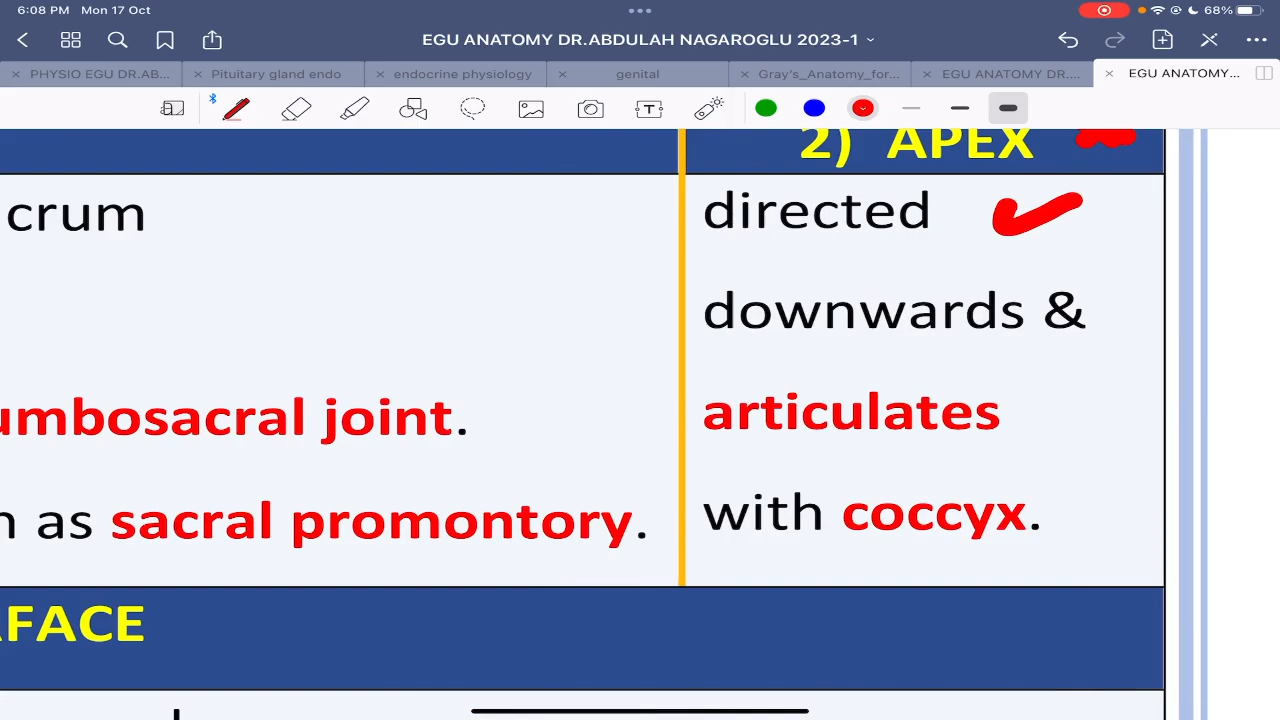 6:08 PM Mon 17 Oct
68%
EGU ANATOMY DR.ABDULAH NAGAROGLU 2023-1
PHYSIO EGU DR.AB...
Pituitary gland endo
endocrine physiology
genital
Gray's_Anatomy_for...
EGU ANATOMY DR....
EGU ANATOMY...
T
2) APEX
crum
umbosacral joint.
as sacral promontory.
directed
downwards &
articulates
with coccyx.
FACE